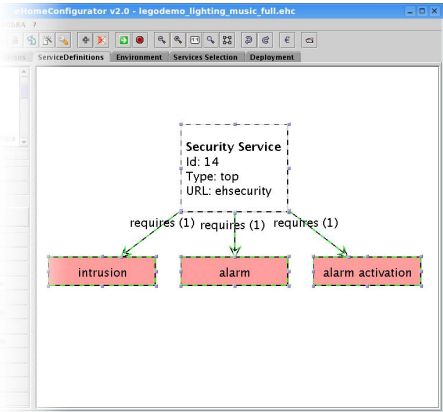 eHomeConfigurator v2.0 - legodemo_lighting_music_full.ehc
?
ServiceDefinitions Environment Services Selection Deployment
Security Service
Id: 14
Type: top
URL: ehsecurity
requires (1) requires (1) requires (1)
intrusion alarm alarm activation